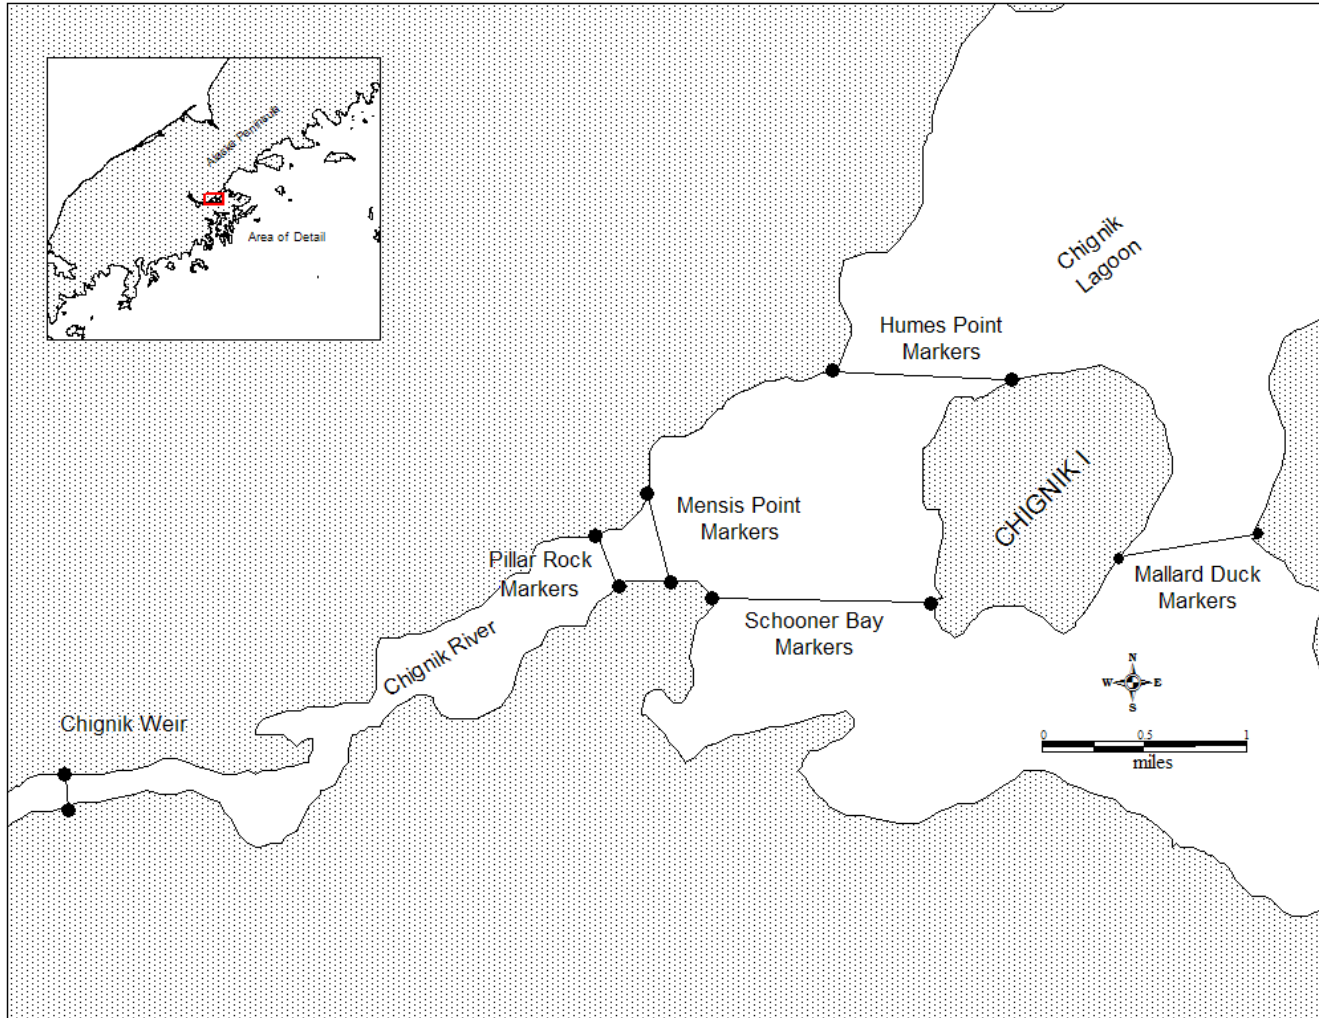 Alaska Peninsula
Area of Detail
Chignik
Lagoon
Humes Point
Markers
CHIGNIK I
Mensis Point
Markers
Pillar Rock
Markers
Mallard Duck
Markers
Schooner Bay
Markers
Chignik River
N
W E
S
Chignik Weir
0 0.5 1
miles